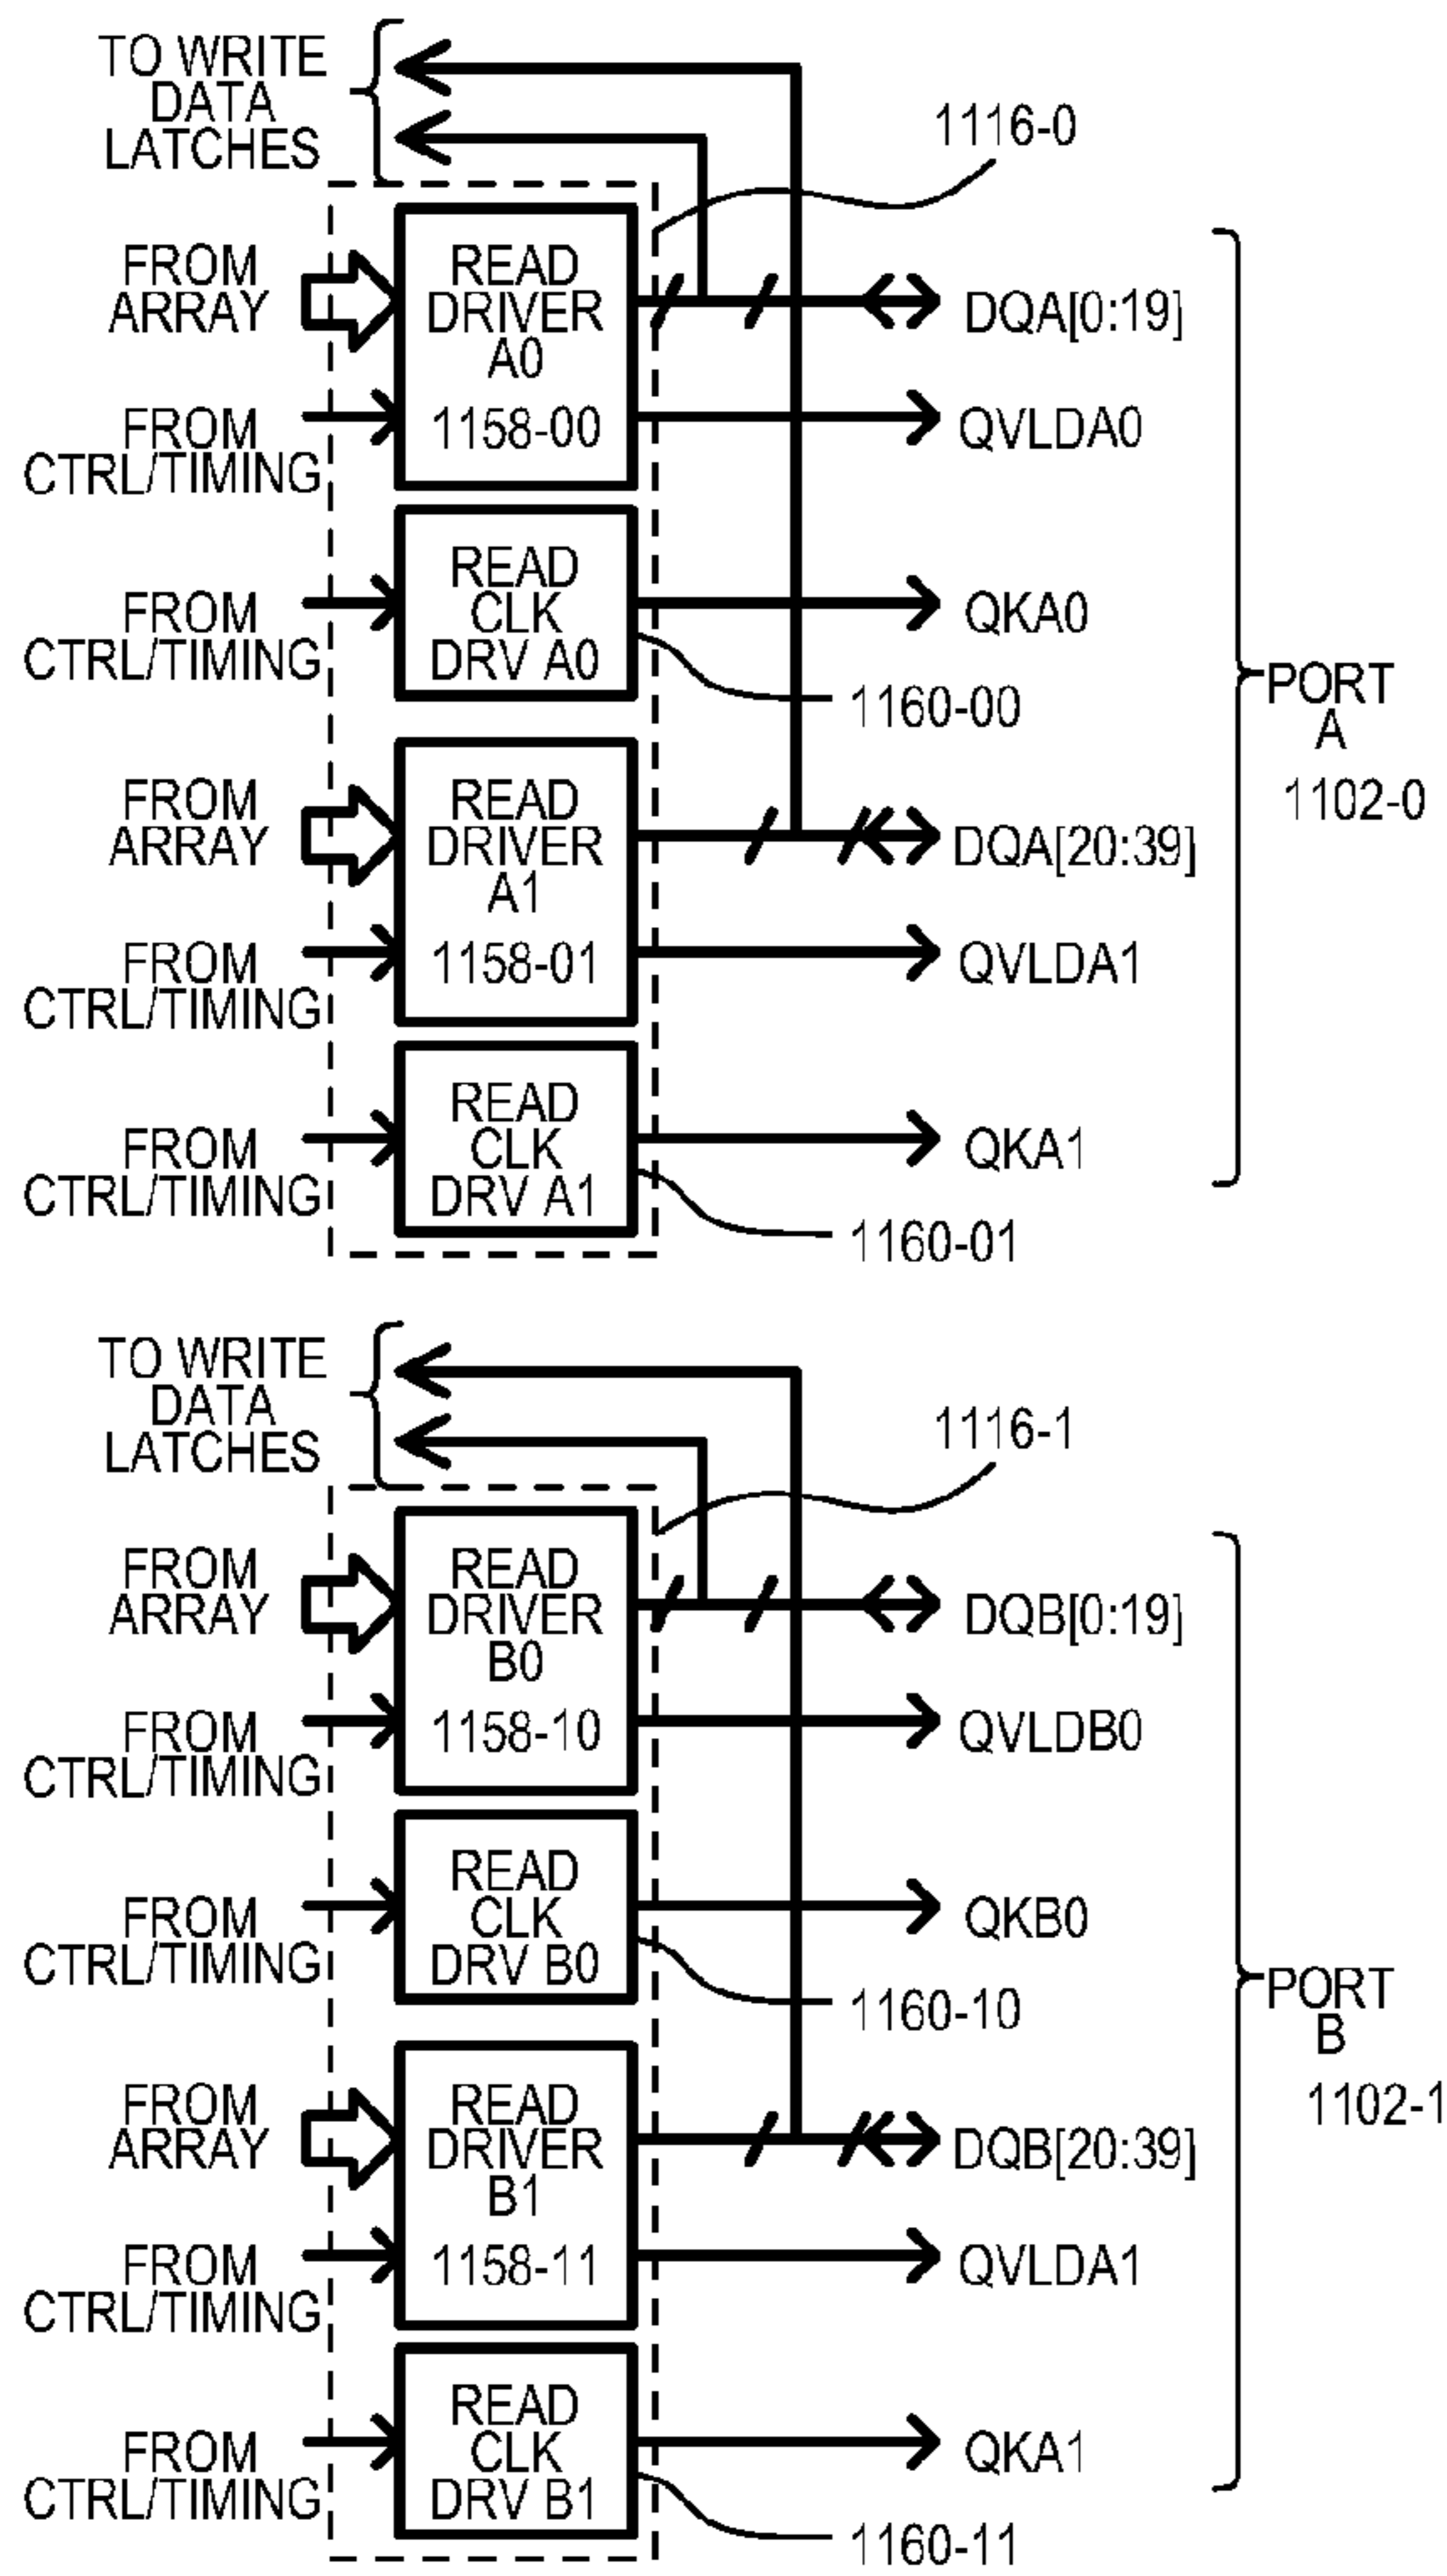 TO WRITE
DATA
LATCHES
1116-0
FROM
ARRAY
READ
DRIVER
A0
1158-00
DQA[0:19]
FROM
CTRL/TIMING
QVLDA0
FROM
CTRL/TIMING
READ
CLK
DRV A0
QKA0
1160-00
PORT
A
1102-0
FROM
ARRAY
READ
DRIVER
A1
1158-01
DQA[20:39]
FROM
CTRL/TIMING
QVLDA1
FROM
CTRL/TIMING
READ
CLK
DRV A1
QKA1
1160-01
TO WRITE
DATA
LATCHES
1116-1
FROM
ARRAY
READ
DRIVER
B0
1158-10
DQB[0:19]
FROM
CTRL/TIMING
QVLDB0
FROM
CTRL/TIMING
READ
CLK
DRV B0
QKB0
1160-10
PORT
B
1102-1
FROM
ARRAY
READ
DRIVER
B1
1158-11
DQB[20:39]
FROM
CTRL/TIMING
QVLDA1
FROM
CTRL/TIMING
READ
CLK
DRV B1
QKA1
1160-11